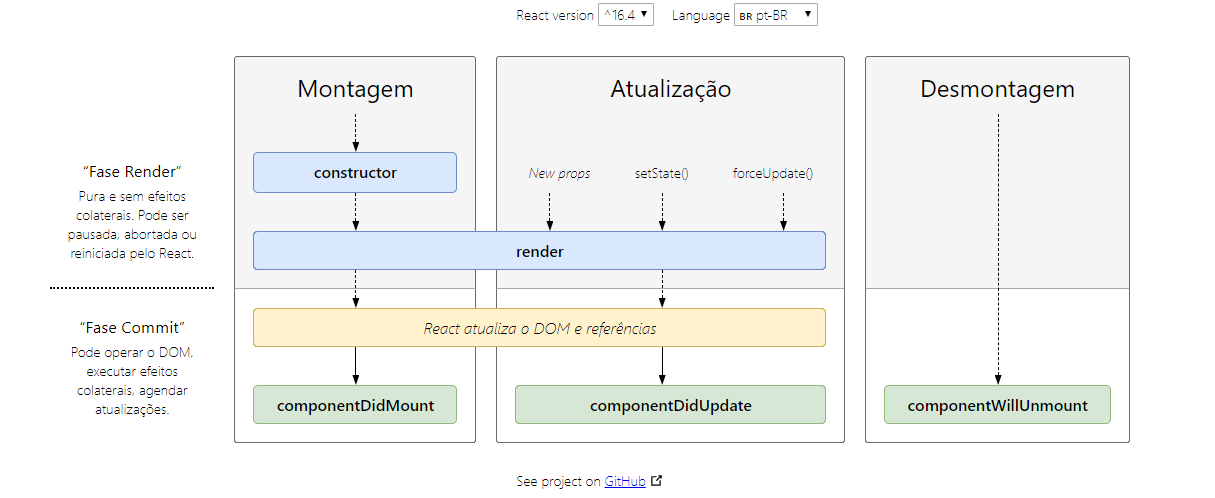 React version ^16.4 Language BR pt-BR
Montagem Atualização Desmontagem
"Fase Render"
Pura e sem efeitos
colaterais. Pode ser
pausada, abortada ou
reiniciada pelo React.
constructor
New props setState() forceUpdate()
render
"Fase Commit"
Pode operar o DOM,
executar efeitos
colaterais, agendar
atualizações.
React atualiza o DOM e referências
componentDidMount componentDidUpdate componentWillUnmount
See project on GitHub